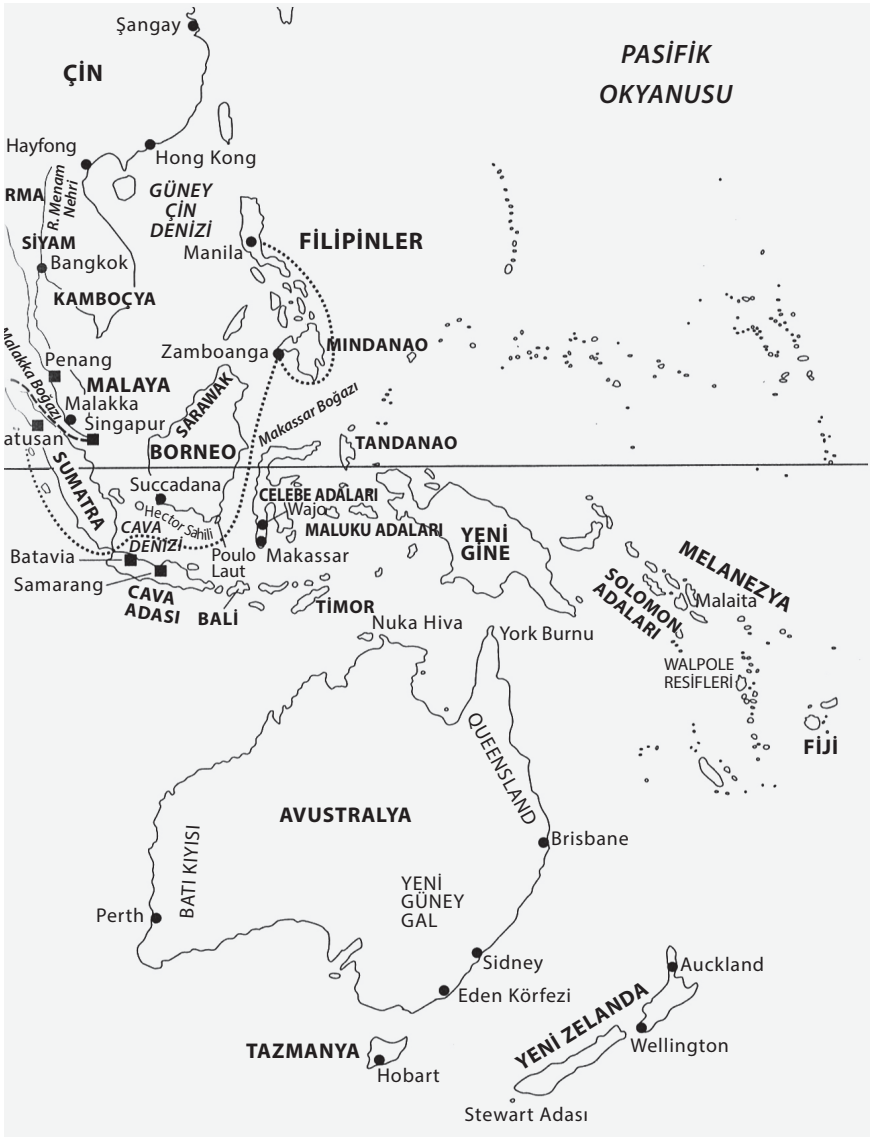 Şangay
PASİFİK
OKYANUSU
ÇİN
Hayfong
Hong Kong
RMA
R. Menam
Nehri
GÜNEY
ÇİN
DENİZİ
SİYAM
Manila
FİLİPİNLER
Bangkok
KAMBOÇYA
Malakka Boğazı
Penang
Zamboanga
MINDANAO
MALAYA
SARAWAK
Malakka
Singapur
Makassar Boğazı
atusan
BORNEO
TANDANAO
SUMATRA
Succadana
CELEBE ADALARI
Hector Sahili
Wajo
CAVA
DENİZİ
MALUKU ADALARI
YENİ
GİNE
Batavia
Poulo
Laut
Makassar
MELANEZYA
Samarang
SOLOMON
ADALARI
Malaita
CAVA
ADASI
BALİ
TİMOR
Nuka Hiva
York Burnu
WALPOLE
RESİFLERİ
FİJİ
QUEENSLAND
AVUSTRALYA
Brisbane
BATI KIYISI
YENİ
GÜNEY
GAL
Perth
Sidney
Auckland
Eden Körfezi
YENİ ZELANDA
TAZMANYA
Wellington
Hobart
Stewart Adası